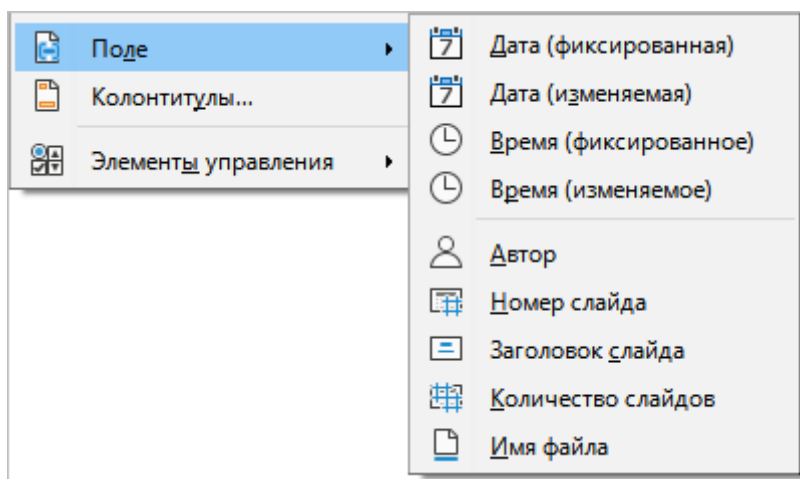 Поле
Колонтитулы...
Элементы управления
Дата (фиксированная)
Дата (изменяемая)
Время (фиксированное)
Время (изменяемое)
Автор
Номер слайда
Заголовок слайда
Количество слайдов
Имя файла